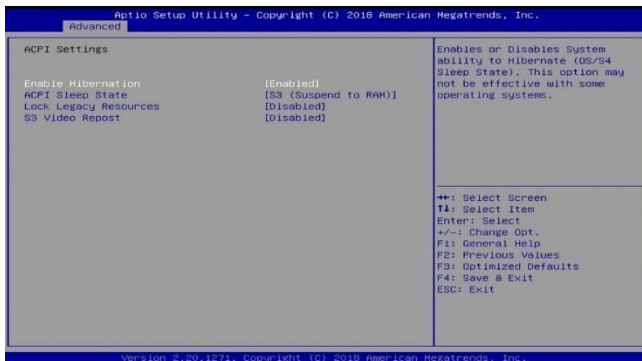 Aptio Setup Utility – Copyright (C) 2018 American Megatrends, Inc.
Advanced
ACPI Settings
Enable Hibernation [Enabled]
ACPI Sleep State [S3 (Suspend to RAM)]
Lock Legacy Resources [Disabled]
S3 Video Repost [Disabled]
Enables or Disables System
ability to Hibernate (OS/S4
Sleep State). This option may
not be effective with some
operating systems.
→←: Select Screen
↑↓: Select Item
Enter: Select
+/-: Change Opt.
F1: General Help
F2: Previous Values
F3: Optimized Defaults
F4: Save & Exit
ESC: Exit
Version 2.20.1271. Copyright (C) 2018 American Megatrends, Inc.